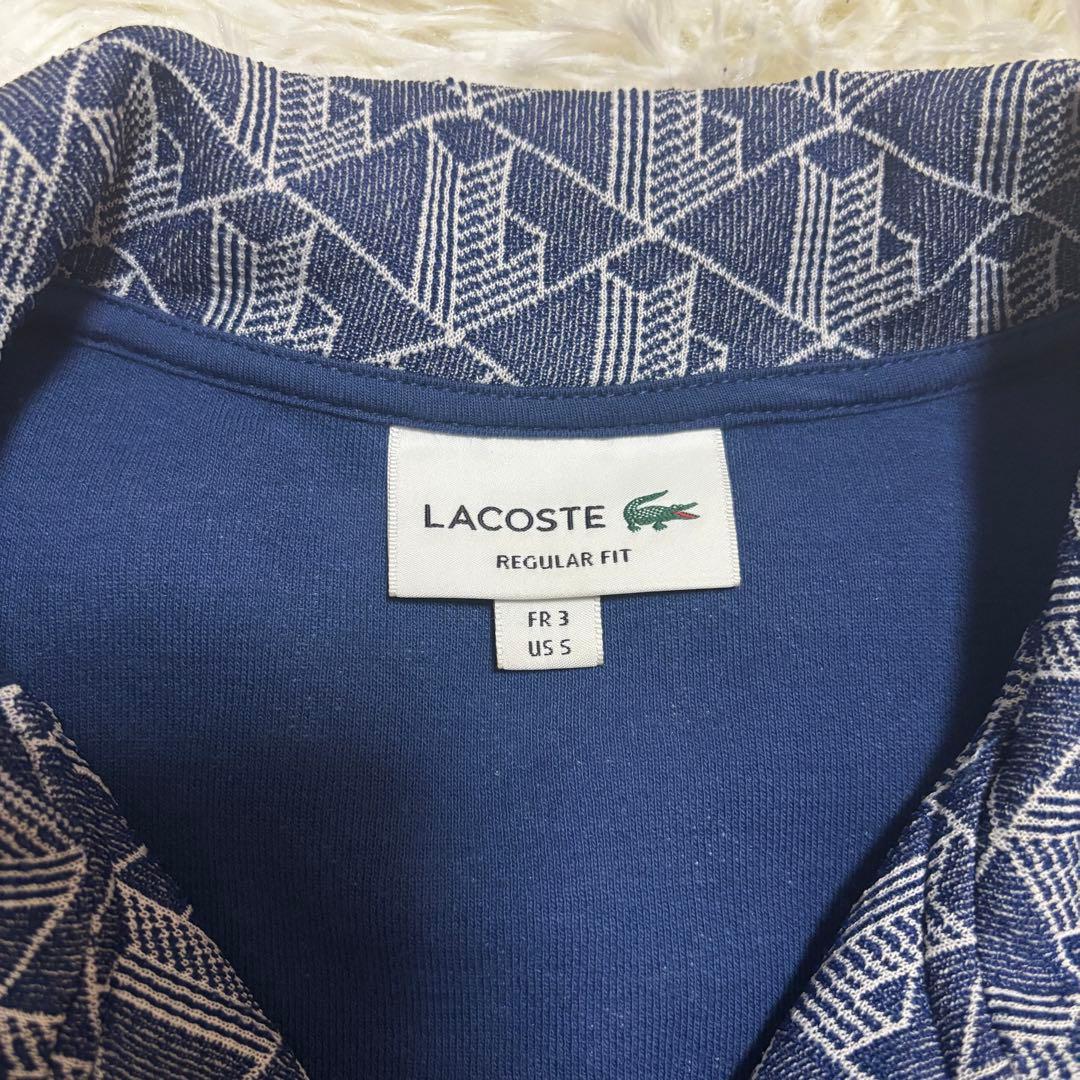 LACOSTE
REGULAR FIT
FR 3
US S